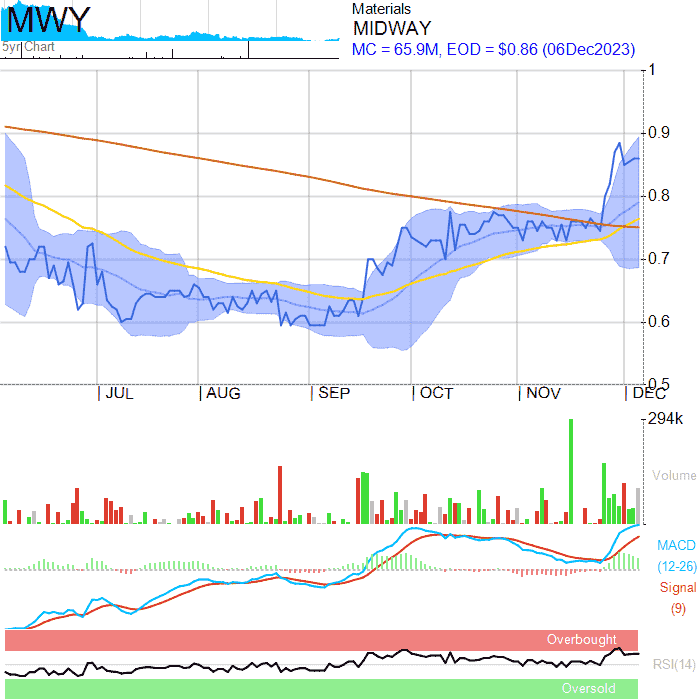 MWY
5yr Chart
Materials
MIDWAY
MC = 65.9M, EOD = $0.86 (06Dec2023)
1
0.9
0.8
0.7
0.6
0.5
JUL
AUG
SEP
OCT
NOV
DEC
294k
Volume
MACD
(12-26)
Signal
(9)
Overbought
RSI(14)
Oversold